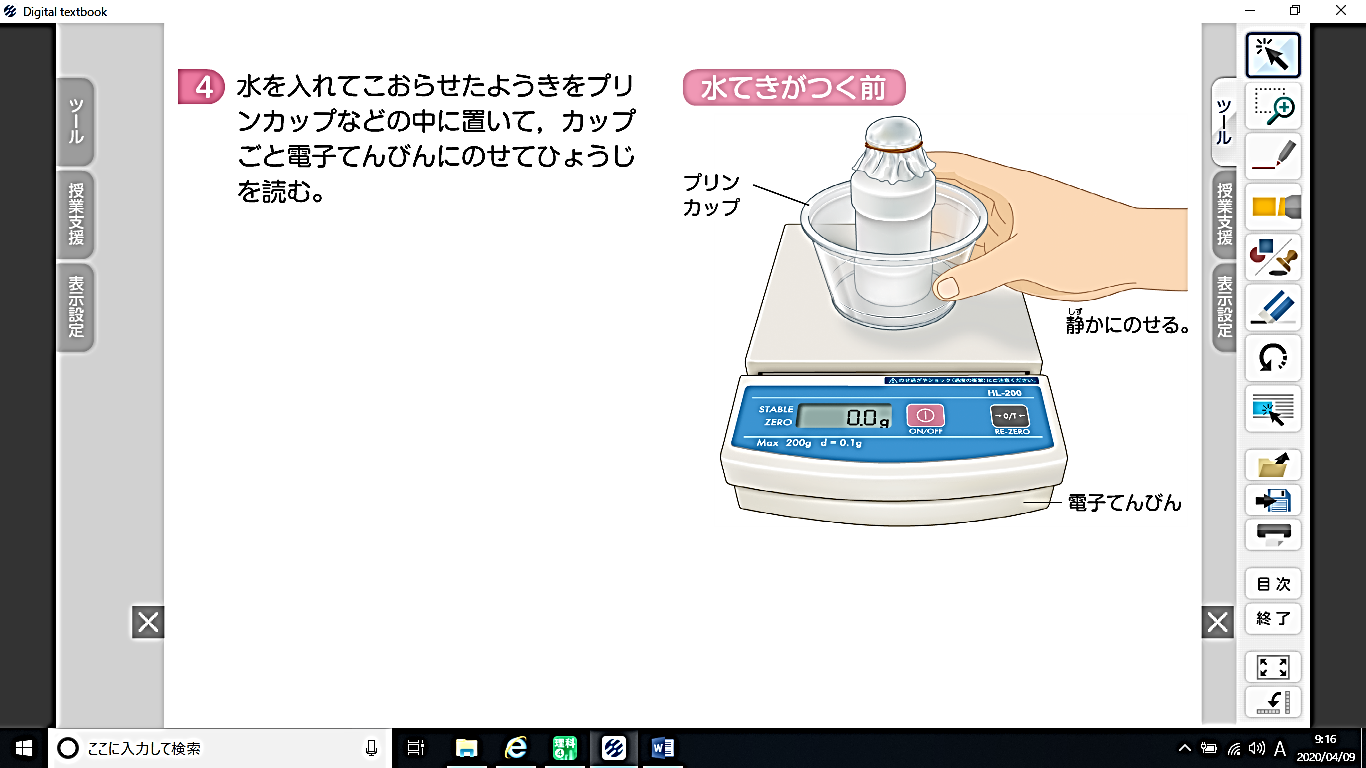 Digital textbook
ツール
授業支援
表示設定
4 水を入れてこおらせたようきをプリ
ンカップなどの中に置いて，カップ
ごと電子てんびんにのせてひょうじ
を読む。
水てきがつく前
プリン
カップ
しず
静かにのせる。
HL-200
STABLE
ZERO
0.0g
ON/OFF
→O/T←
RE-ZERO
Max 200g d=0.1g
電子てんびん
ツール
授業支援
表示設定
目次
終了
ここに入力して検索
理科
4上
A
9:16
2020/04/09